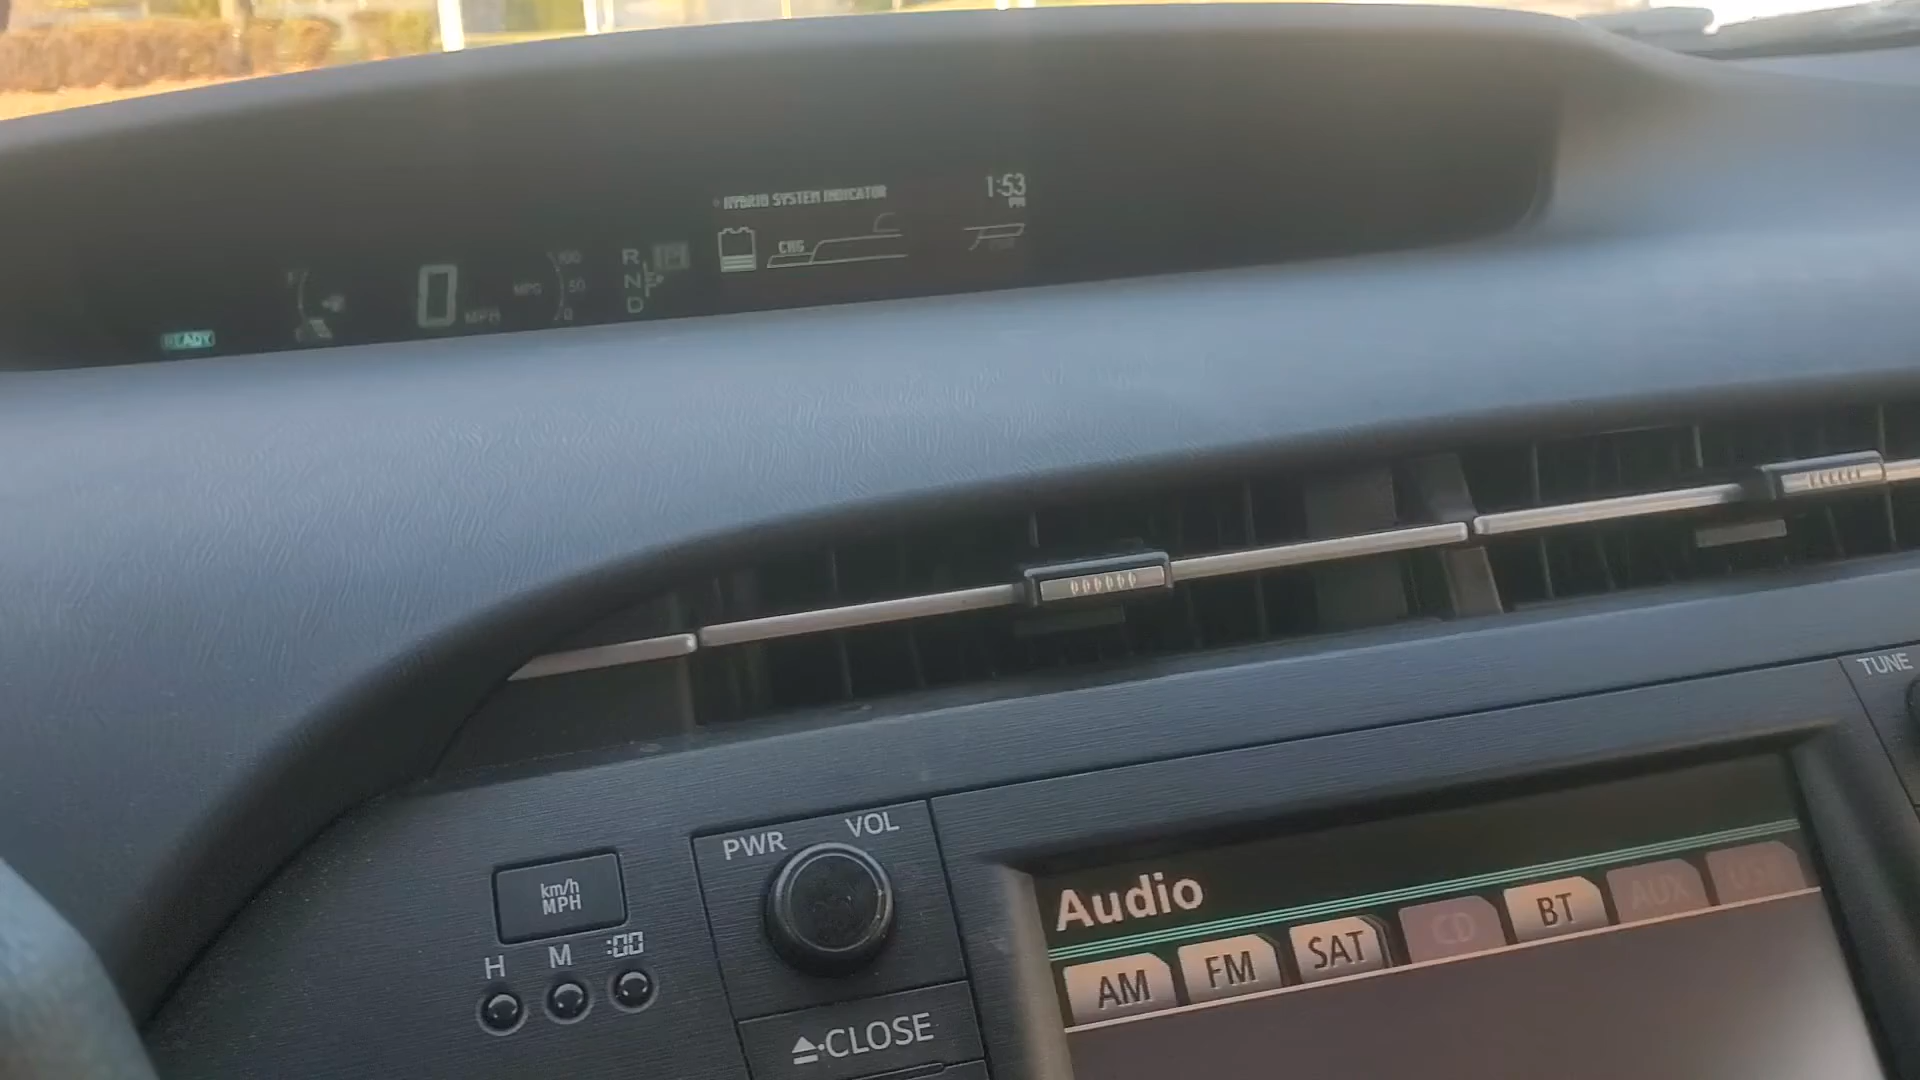 HYBRID SYSTEM INDICATOR
1:53
PM
CHG
R
N
D
F
E
0 MPH
MPG
100
50
0
READY
TUNE
PWR VOL
km/h
MPH
H M :00
CLOSE
Audio
AM FM SAT CD BT AUX USB